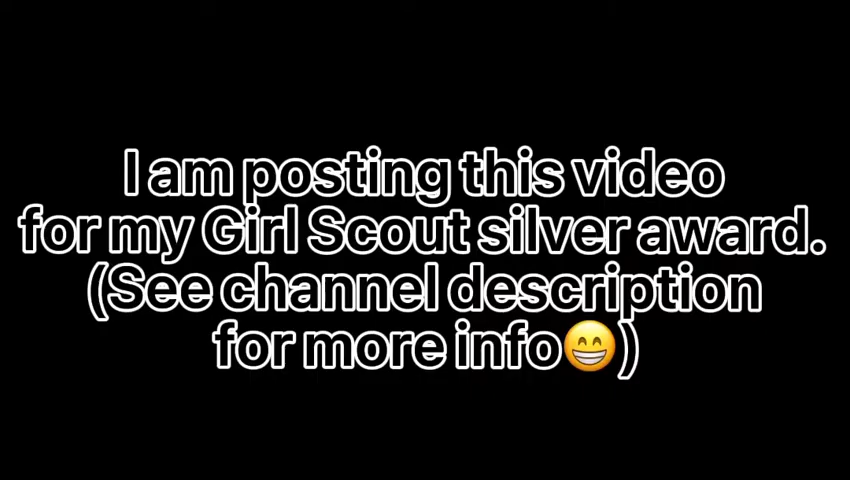 I am posting this video
for my Girl Scout silver award.
(See channel description
for more info😁)